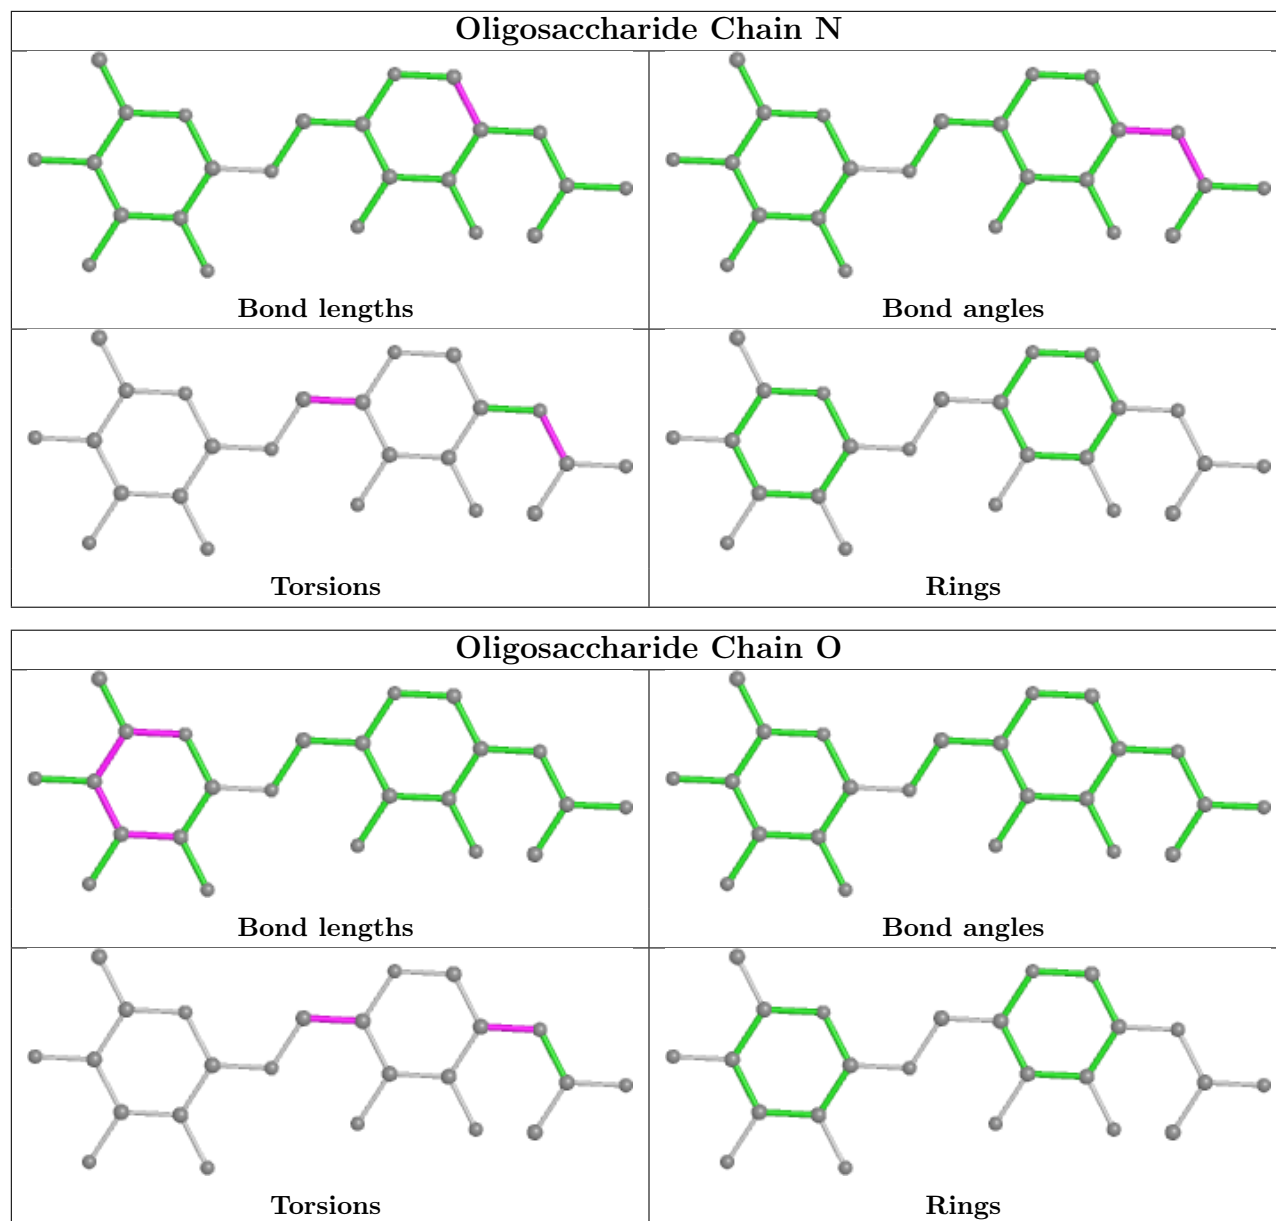 Oligosaccharide Chain N
Bond lengths
Bond angles
Torsions
Rings
Oligosaccharide Chain O
Bond lengths
Bond angles
Torsions
Rings